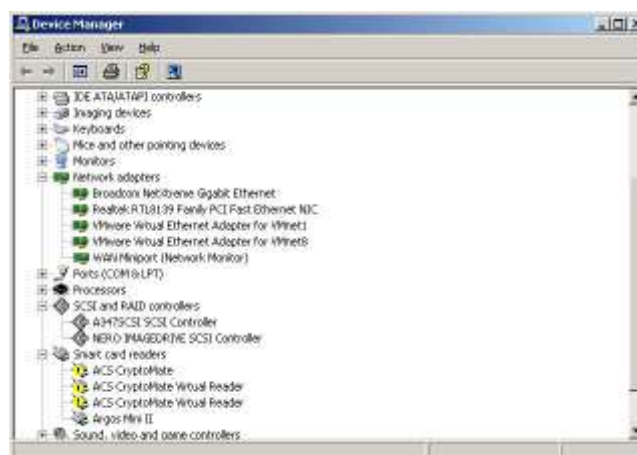 Device Manager
File Action View Help
IDE ATA/ATAPI controllers
Imaging devices
Keyboards
Mice and other pointing devices
Monitors
Network adapters
Broadcom NetXtreme Gigabit Ethernet
Realtek RTL8139 Family PCI Fast Ethernet NIC
VMware Virtual Ethernet Adapter for VMnet1
VMware Virtual Ethernet Adapter for VMnet8
WAN Miniport (Network Monitor)
Ports (COM & LPT)
Processors
SCSI and RAID controllers
A347SCSI SCSI Controller
NERO IMAGEDRIVE SCSI Controller
Smart card readers
ACS CryptoMate
ACS CryptoMate Virtual Reader
ACS CryptoMate Virtual Reader
Argos Mini II
Sound, video and game controllers